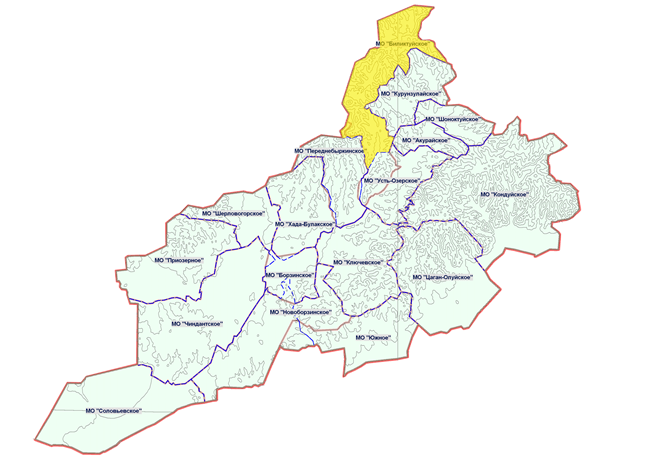 МО "Биликтуйское"
МО "Курунзулайское"
МО "Шоноктуйское"
МО "Акурайское"
МО "Переднебыркинское
МО "Усть-Озерское"
МО "Кондуйское"
МО "Шерловогорское"
МО "Хада-Булакское"
МО "Приозерное"
МО "Ключевское"
МО "Борзинское"
МО "Цаган-Олуйское"
МО "Новоборзинское"
МО "Чиндантское"
МО "Южное"
МО "Соловьевское"